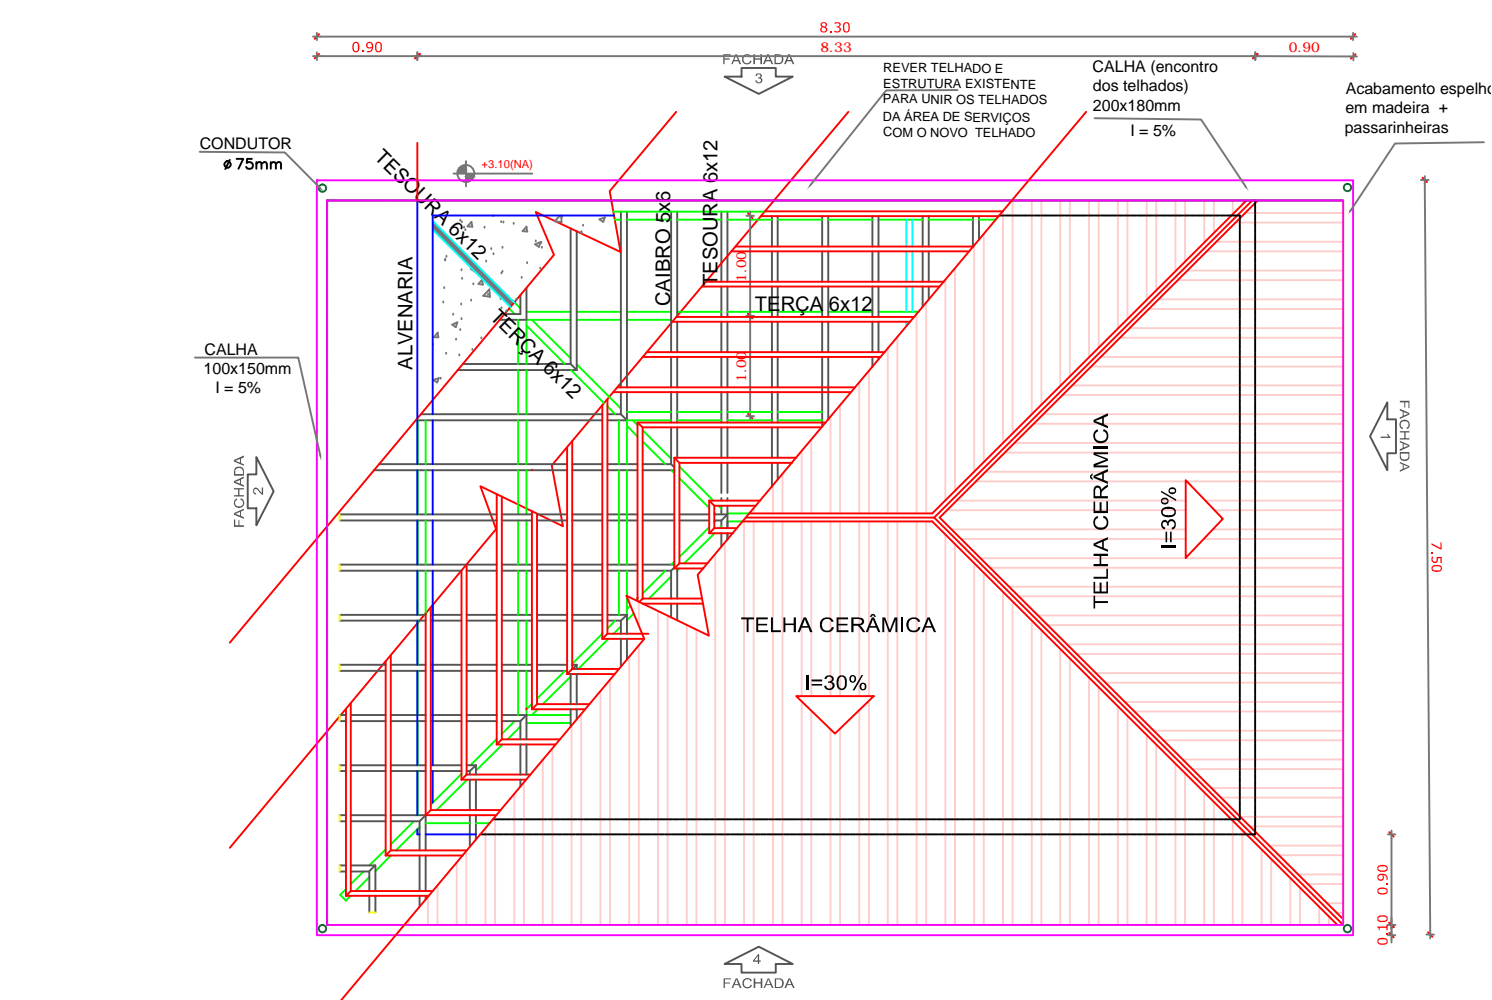 8.30
0.90
8.33
0.90
FACHADA
3
REVER TELHADO E
ESTRUTURA EXISTENTE
PARA UNIR OS TELHADOS
DA ÁREA DE SERVIÇOS
COM O NOVO TELHADO
CALHA (encontro
dos telhados)
200x180mm
I = 5%
Acabamento espelho
em madeira +
passarinheiras
CONDUTOR
ø 75mm
+3.10(NA)
TESOURA 6x12
ALVENARIA
TERÇA 6x12
CAIBRO 5x6
TESOURA 6x12
1.00
TERÇA 6x12
1.00
CALHA
100x150mm
I = 5%
FACHADA
2
FACHADA
1
TELHA CERÂMICA
I=30%
TELHA CERÂMICA
I=30%
7.50
0.90
0.10
4
FACHADA